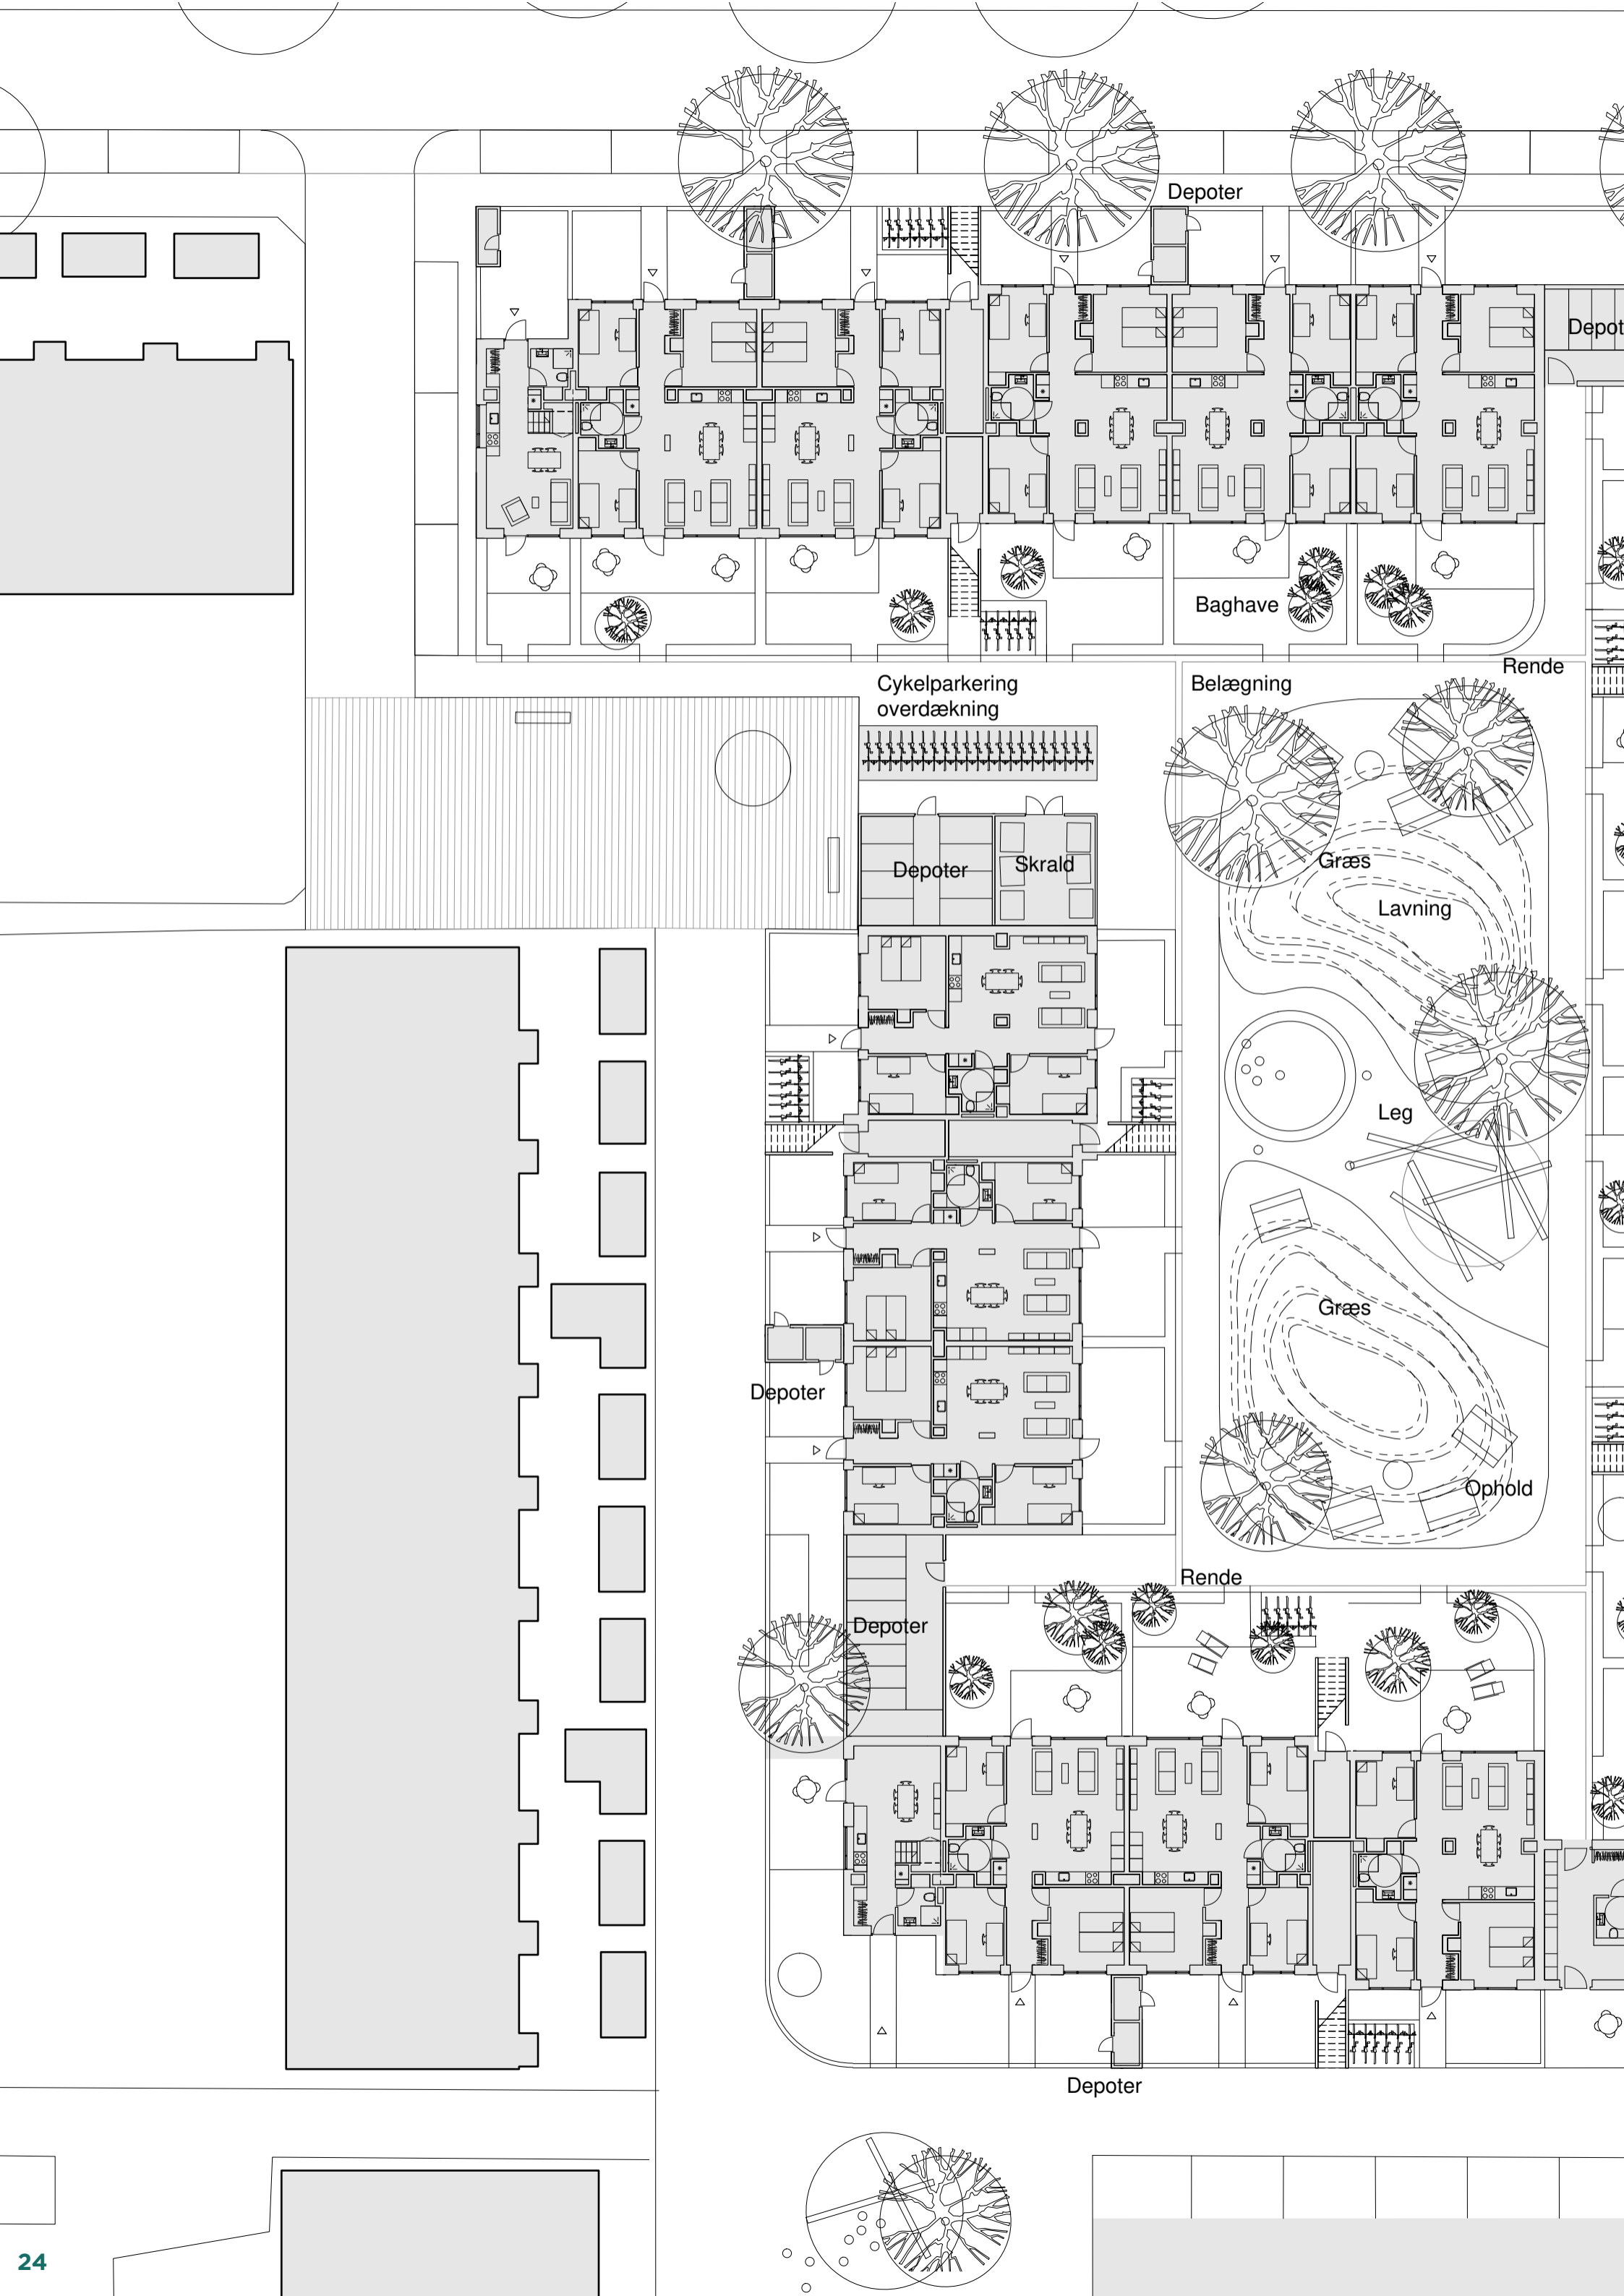 Depoter
Depot
Baghave
Rende
Cykelparkering
overdækning
Belægning
Græs
Depoter
Skrald
Lavning
Leg
Græs
Depoter
Ophold
Rende
Depoter
Depoter
24